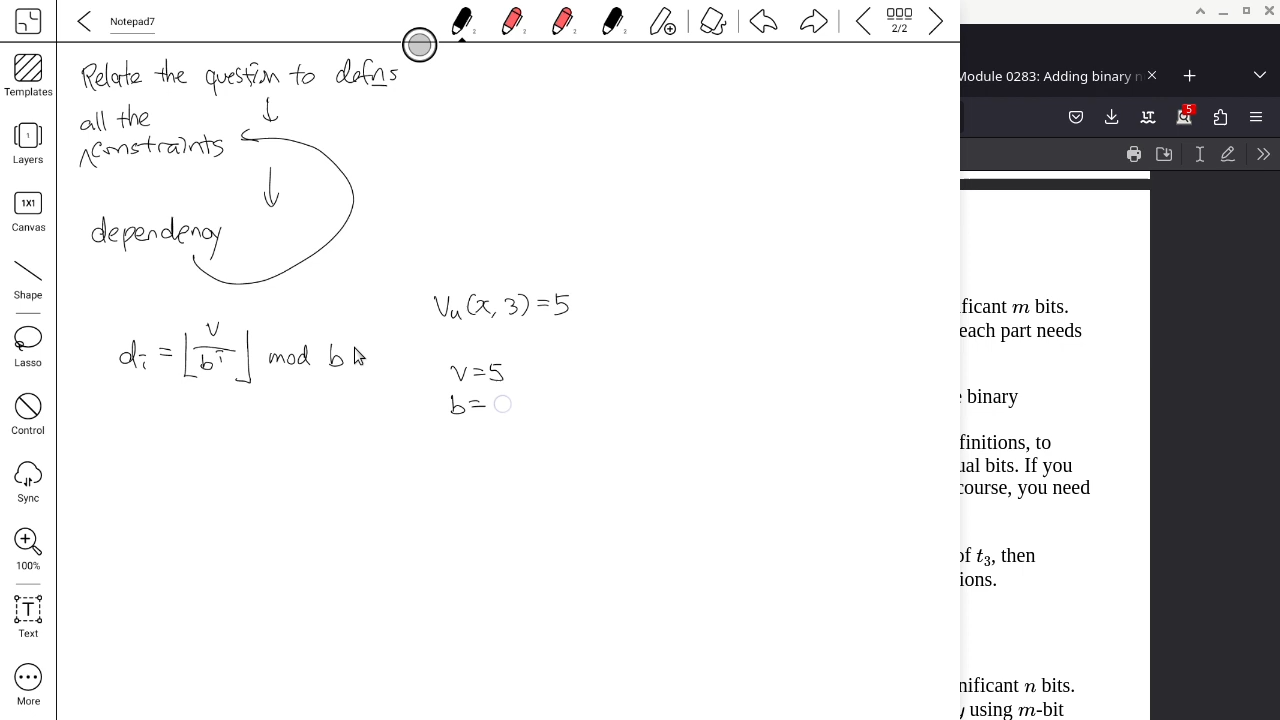 Notepad7
2/2
Module 0283: Adding binary n
5
Templates
Layers
1X1
Canvas
Shape
Lasso
Control
Sync
100%
Text
More
Relate the question to defns
↓
all the
^constraints
↓
dependency
d_i = ⌊v/b^i⌋ mod b
V_u(x, 3) = 5
v = 5
b =
ficant m bits.
each part needs
binary
finitions, to
ual bits. If you
course, you need
of t₃, then
ions.
nificant n bits.
using m-bit